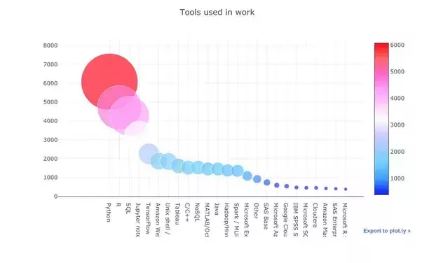 Tools used in work
8000
7000
6000
5000
4000
3000
2000
1000
0
Python
R
SQL
Jupyter note
TensorFlow
Amazon We
Unix shell /
Tableau
C/C++
NoSQL
MATLAB/Oct
Java
Hadoop/Hive
Spark / MLl
Microsoft Ex
Other
SAS Base
Microsoft Az
Google Clou
IBM SPSS S
Microsoft SC
Cloudera
Amazon Mac
SAS Enterpr
Microsoft R :
6000
5000
4000
3000
2000
1000
Export to plot.ly »